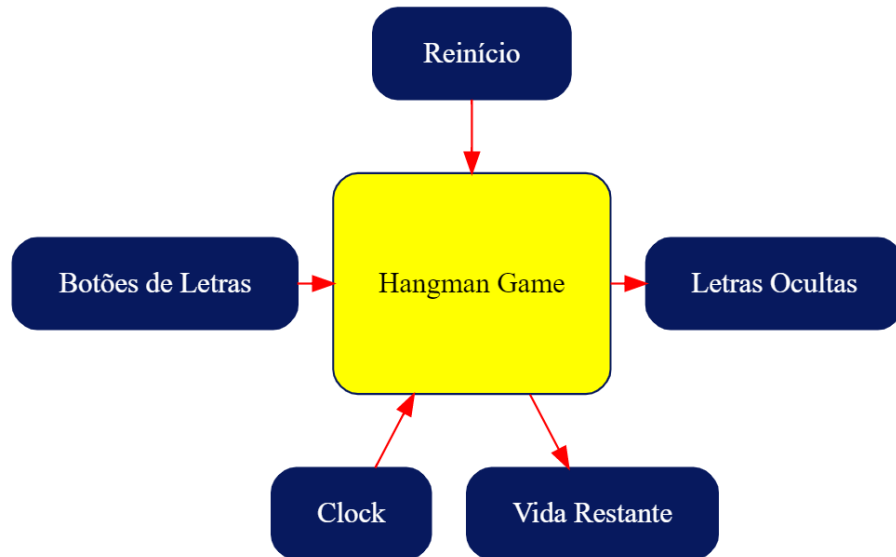 Reinício
Botões de Letras
Hangman Game
Letras Ocultas
Clock
Vida Restante